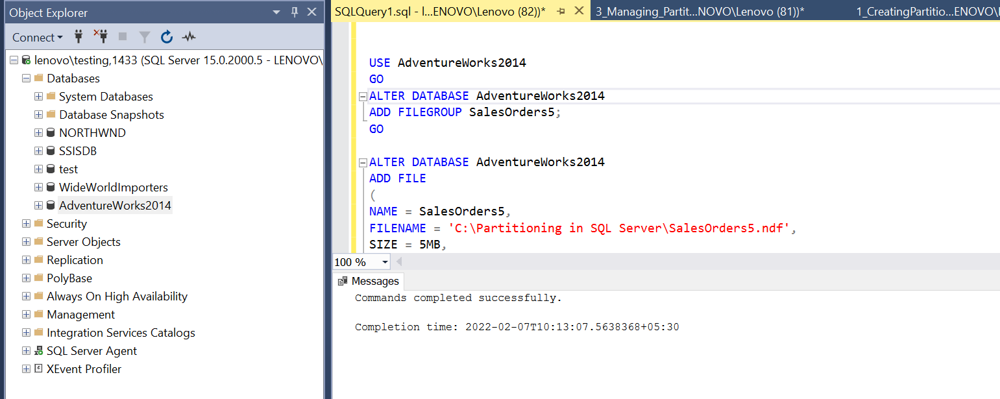 Object Explorer
Connect
lenovo\testing,1433 (SQL Server 15.0.2000.5 - LENOVO\
Databases
System Databases
Database Snapshots
NORTHWND
SSISDB
test
WideWorldImporters
AdventureWorks2014
Security
Server Objects
Replication
PolyBase
Always On High Availability
Management
Integration Services Catalogs
SQL Server Agent
XEvent Profiler
SQLQuery1.sql - l...ENOVO\Lenovo (82))*
3_Managing_Partit...NOVO\Lenovo (81))*
1_CreatingPartitio...ENOVO\
USE AdventureWorks2014
GO
ALTER DATABASE AdventureWorks2014
ADD FILEGROUP SalesOrders5;
GO
ALTER DATABASE AdventureWorks2014
ADD FILE
(
NAME = SalesOrders5,
FILENAME = 'C:\Partitioning in SQL Server\SalesOrders5.ndf',
SIZE = 5MB,
100 %
Messages
Commands completed successfully.
Completion time: 2022-02-07T10:13:07.5638368+05:30